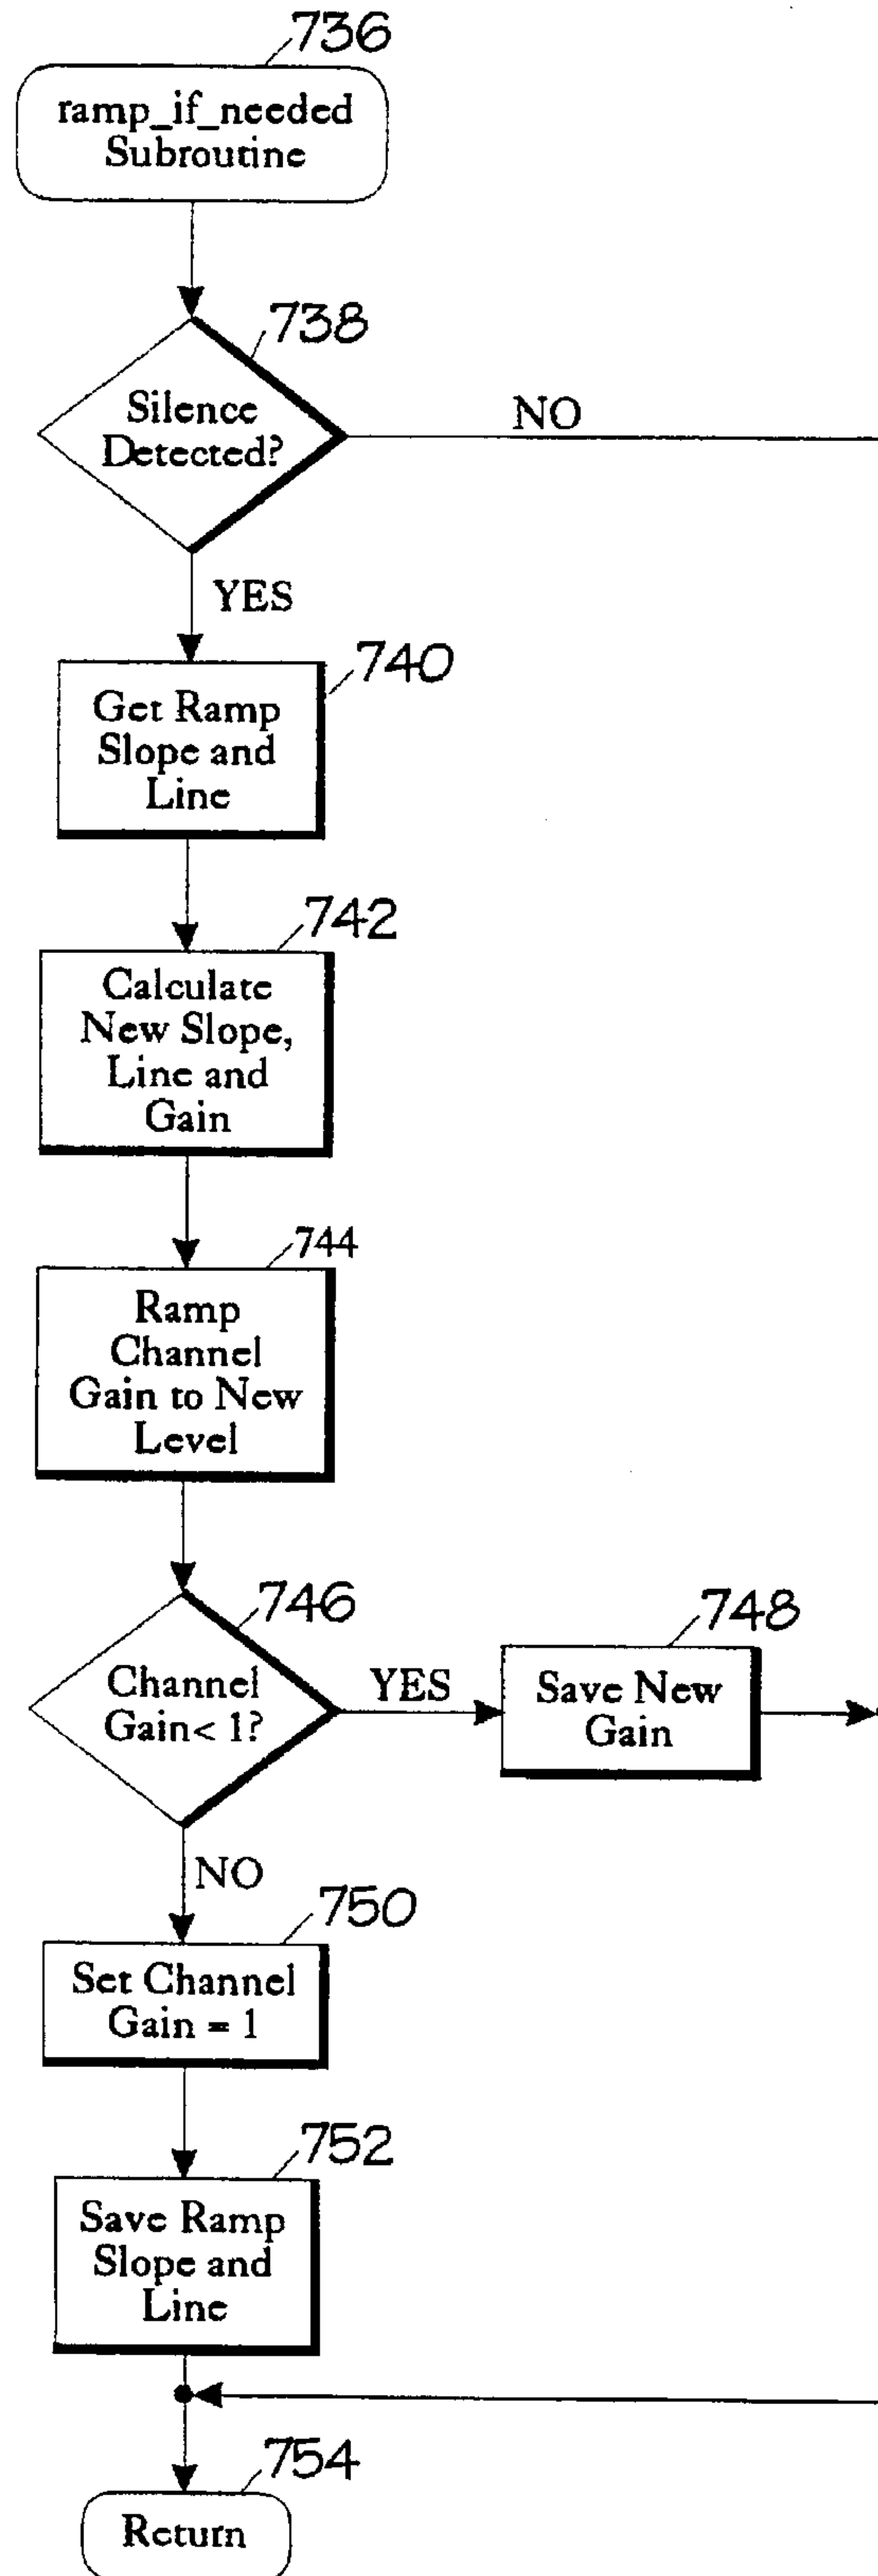 736
ramp_if_needed
Subroutine
738
Silence
Detected?
NO
YES
740
Get Ramp
Slope and
Line
742
Calculate
New Slope,
Line and
Gain
744
Ramp
Channel
Gain to New
Level
746
Channel
Gain< 1?
YES
748
Save New
Gain
NO
750
Set Channel
Gain = 1
752
Save Ramp
Slope and
Line
754
Return